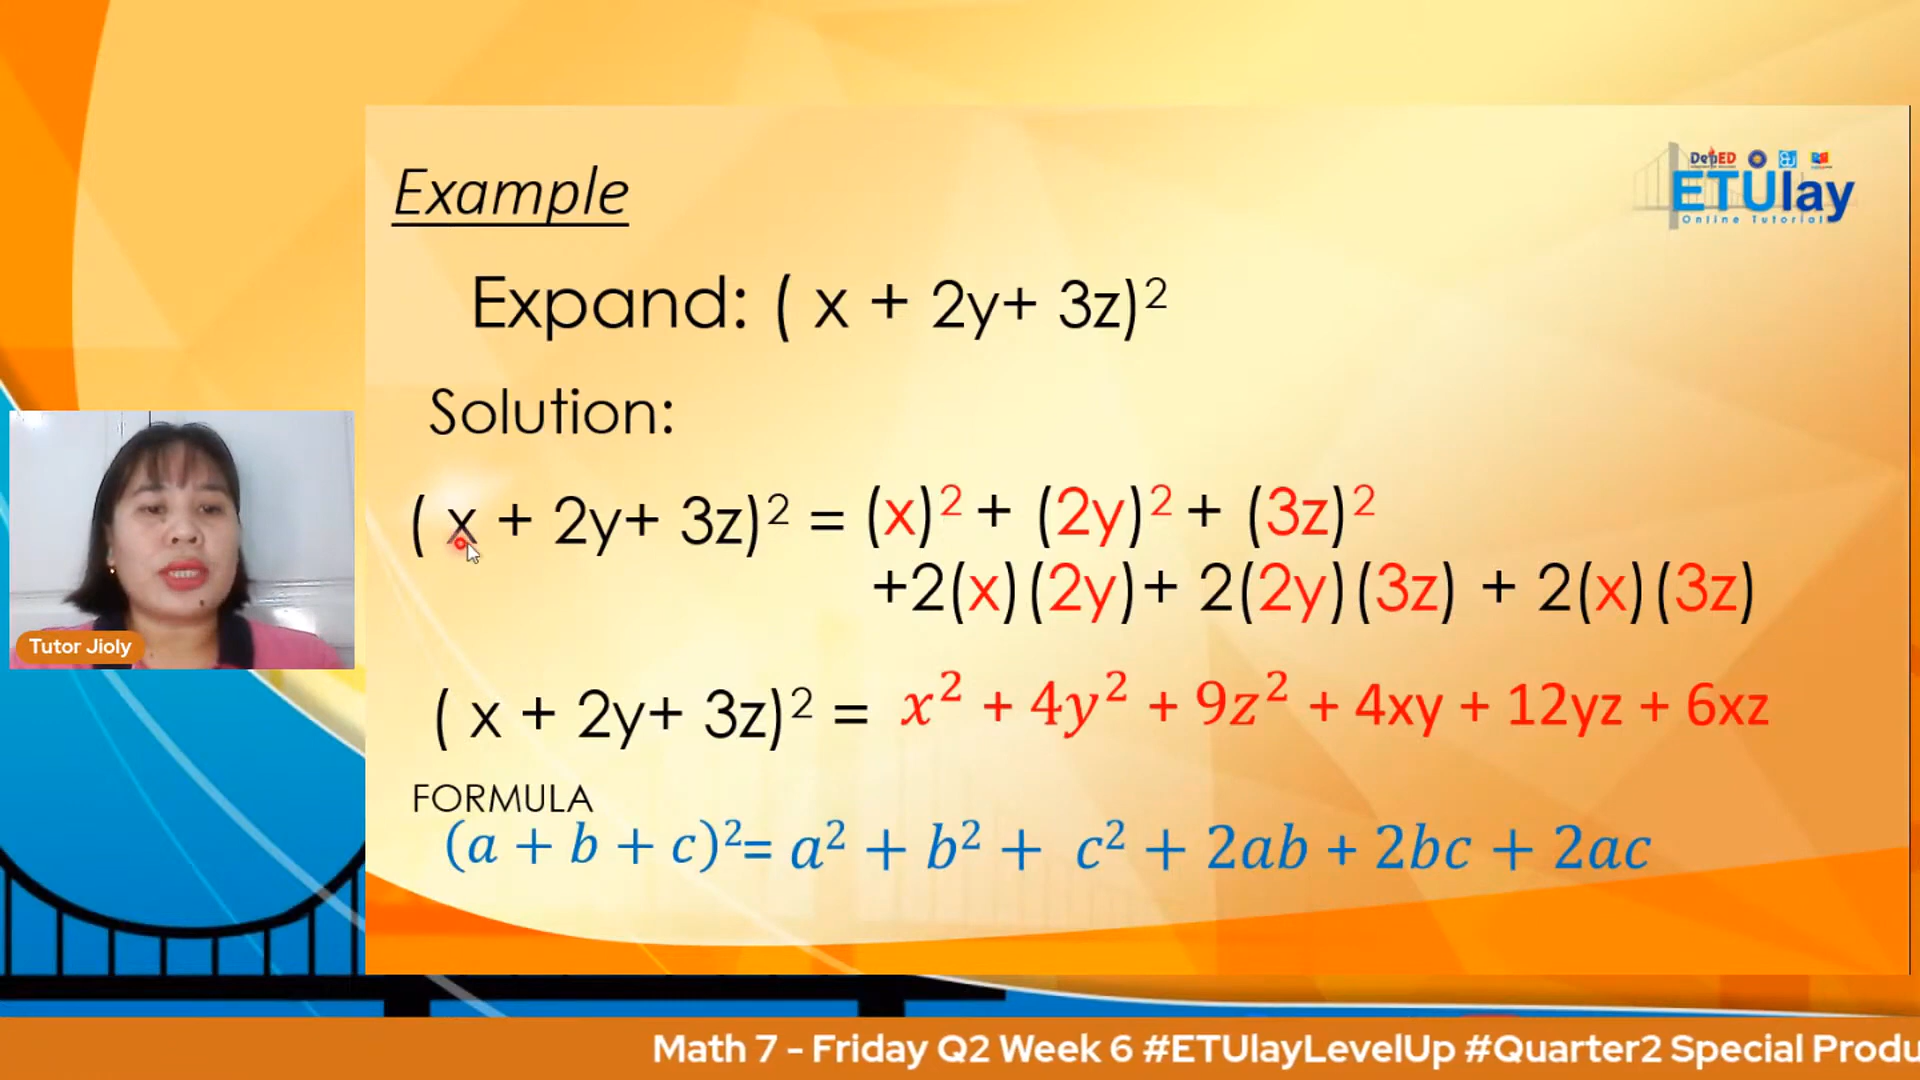 Example
DepED
ETUlay
Online Tutorial
Expand: ( x + 2y+ 3z)²
Solution:
( x + 2y+ 3z)² = (x)² + (2y)² + (3z)²
+2(x)(2y)+ 2(2y)(3z) + 2(x)(3z)
( x + 2y+ 3z)² = x² + 4y² + 9z² + 4xy + 12yz + 6xz
FORMULA
(a + b + c)²= a² + b² + c² + 2ab + 2bc + 2ac
Tutor Jioly
Math 7 - Friday Q2 Week 6 #ETUlayLevelUp #Quarter2 Special Produ